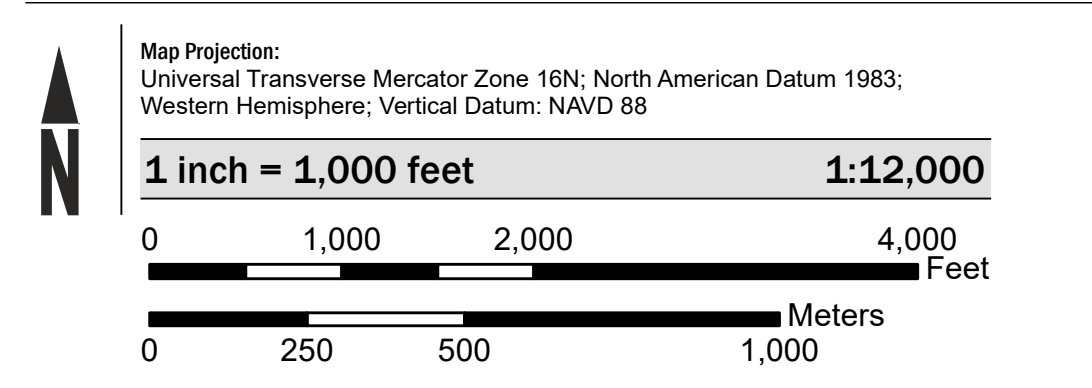 Map Projection:
Universal Transverse Mercator Zone 16N; North American Datum 1983;
Western Hemisphere; Vertical Datum: NAVD 88
N
1 inch = 1,000 feet 1:12,000
0 1,000 2,000 4,000
Feet
Meters
0 250 500 1,000